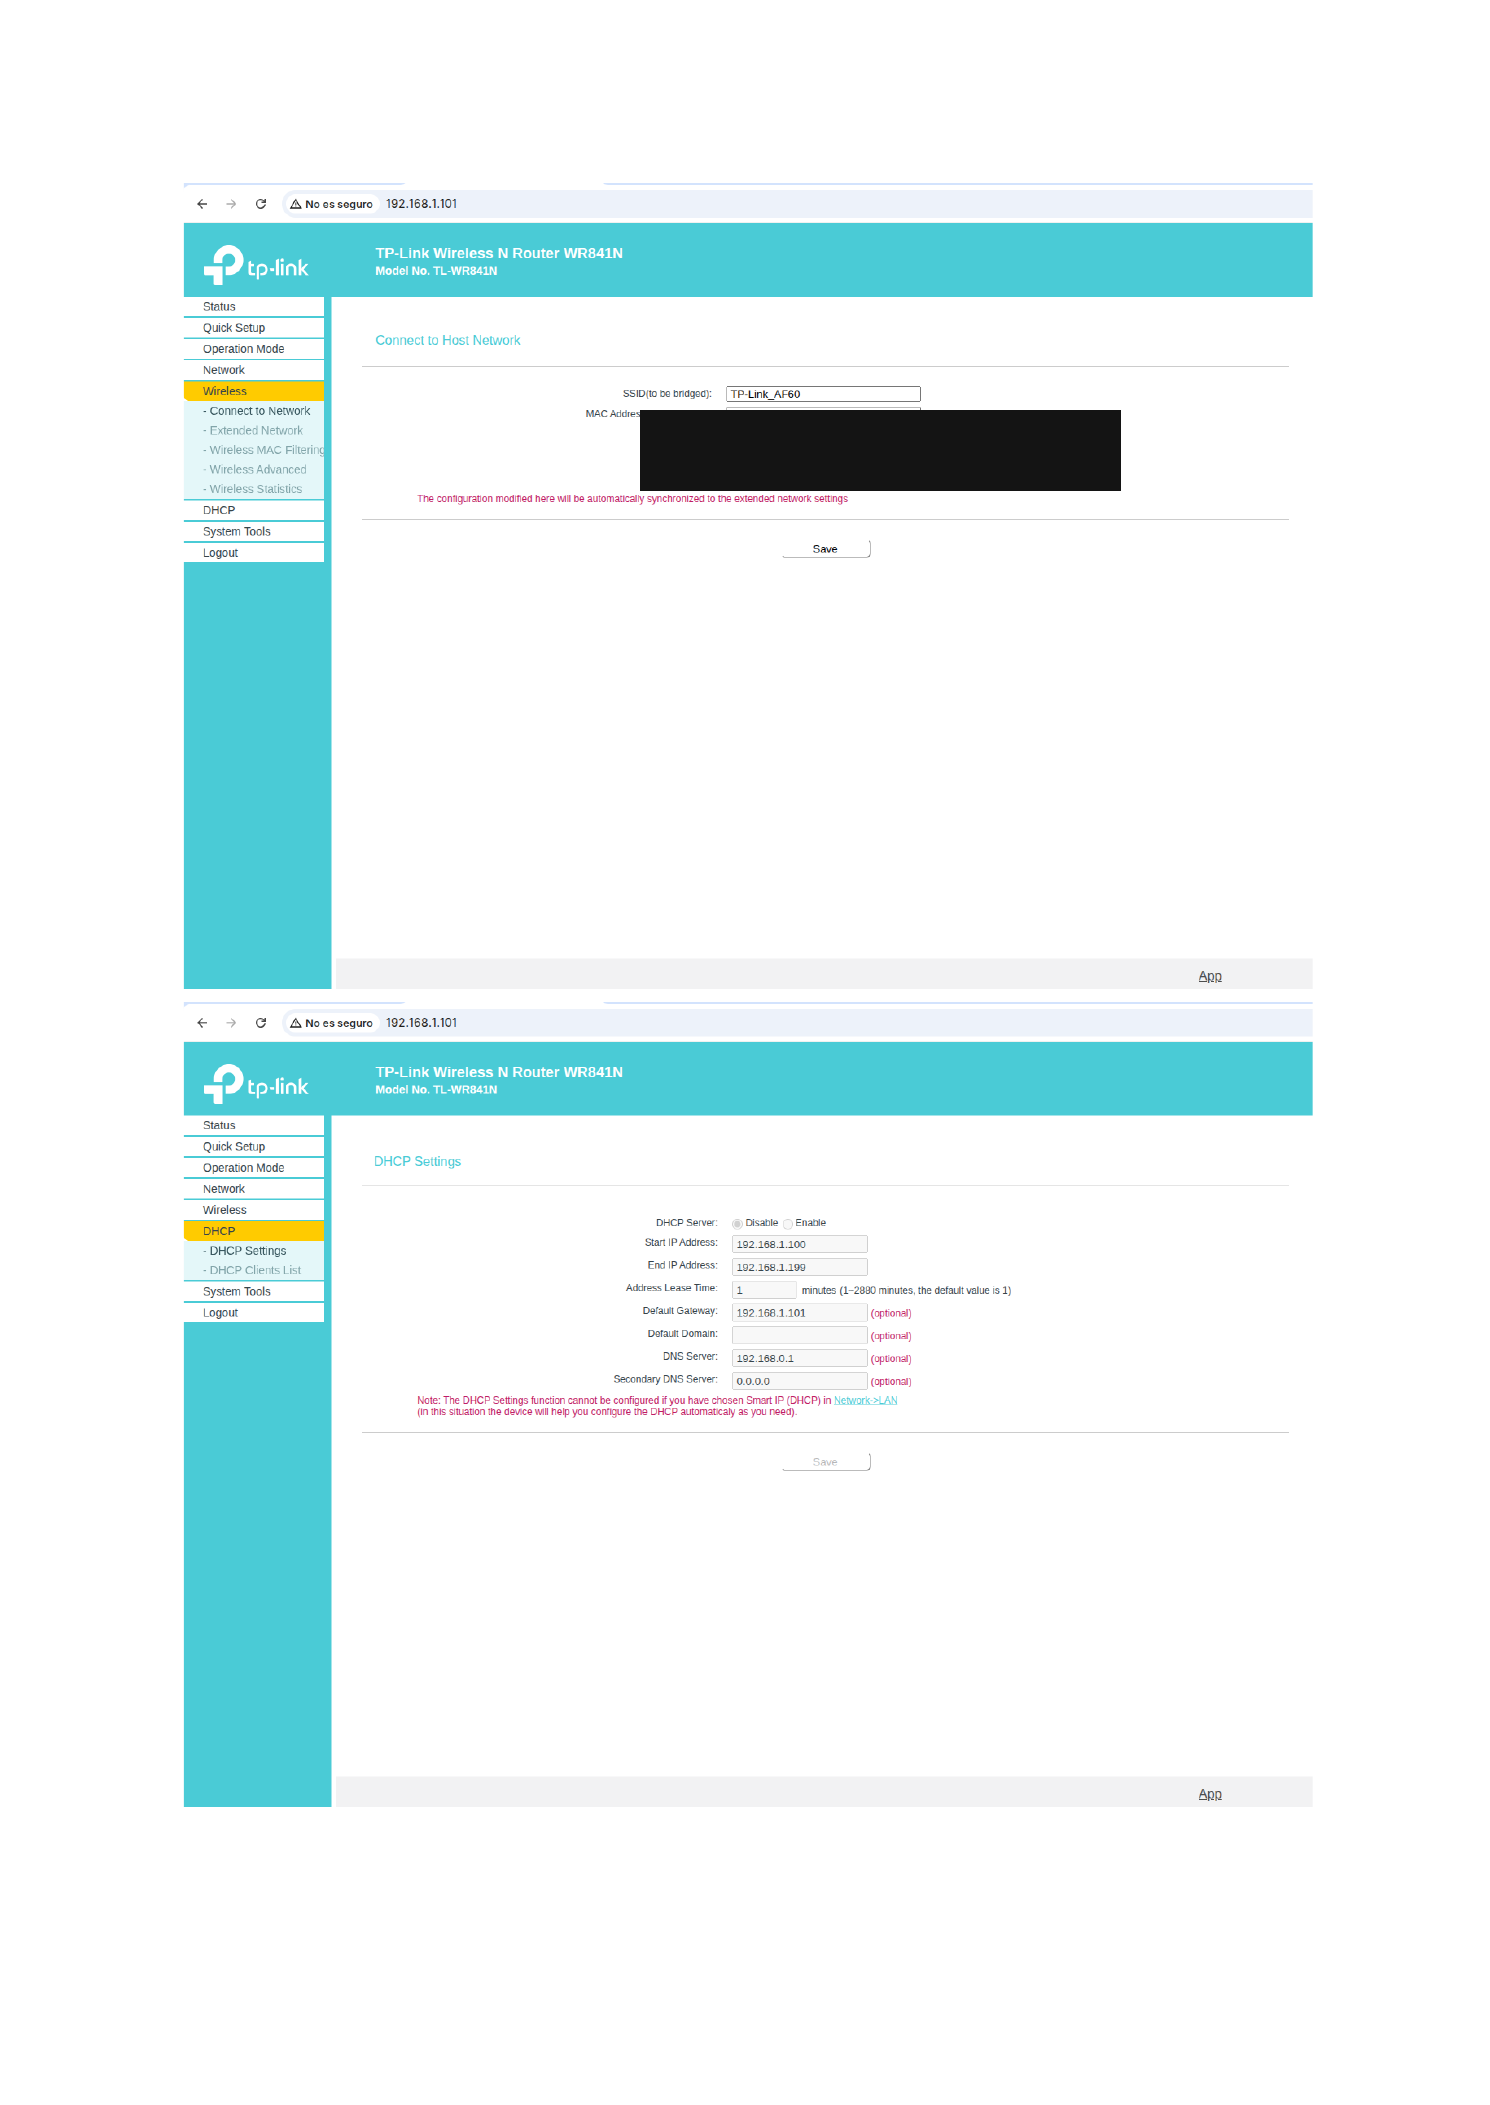 No es seguro 192.168.1.101
tp-link
TP-Link Wireless N Router WR841N
Model No. TL-WR841N
Status
Quick Setup
Operation Mode
Network
Wireless
- Connect to Network
- Extended Network
- Wireless MAC Filtering
- Wireless Advanced
- Wireless Statistics
DHCP
System Tools
Logout
Connect to Host Network
SSID(to be bridged): TP-Link_AF60
MAC Addres
The configuration modified here will be automatically synchronized to the extended network settings
Save
App
No es seguro 192.168.1.101
tp-link
TP-Link Wireless N Router WR841N
Model No. TL-WR841N
Status
Quick Setup
Operation Mode
Network
Wireless
DHCP
- DHCP Settings
- DHCP Clients List
System Tools
Logout
DHCP Settings
DHCP Server: Disable Enable
Start IP Address: 192.168.1.100
End IP Address: 192.168.1.199
Address Lease Time: 1 minutes (1~2880 minutes, the default value is 1)
Default Gateway: 192.168.1.101 (optional)
Default Domain: (optional)
DNS Server: 192.168.0.1 (optional)
Secondary DNS Server: 0.0.0.0 (optional)
Note: The DHCP Settings function cannot be configured if you have chosen Smart IP (DHCP) in Network->LAN
(in this situation the device will help you configure the DHCP automaticaly as you need).
Save
App